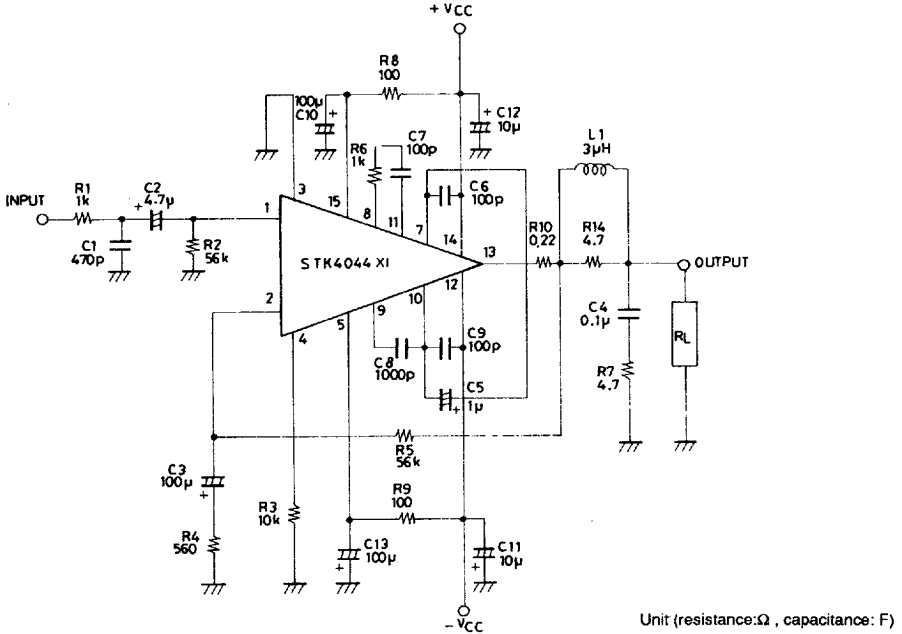 + VCC
R8
100
100µ
C10
+
+
C12
10µ
L1
3µH
R6
1k
C7
100p
C6
100p
INPUT
R1
1k
C2
4.7µ
+
3
15
8
11
7
14
13
1
R10
0.22
R14
4.7
OUTPUT
C1
470p
R2
56k
STK4044 XI
2
4
5
9
10
12
C8
1000p
C9
100p
C5
1µ
+
C4
0.1µ
RL
R7
4.7
R5
56k
C3
100µ
+
R4
560
R3
10k
R9
100
C13
100µ
+
C11
10µ
+
- VCC
Unit (resistance:Ω , capacitance: F)